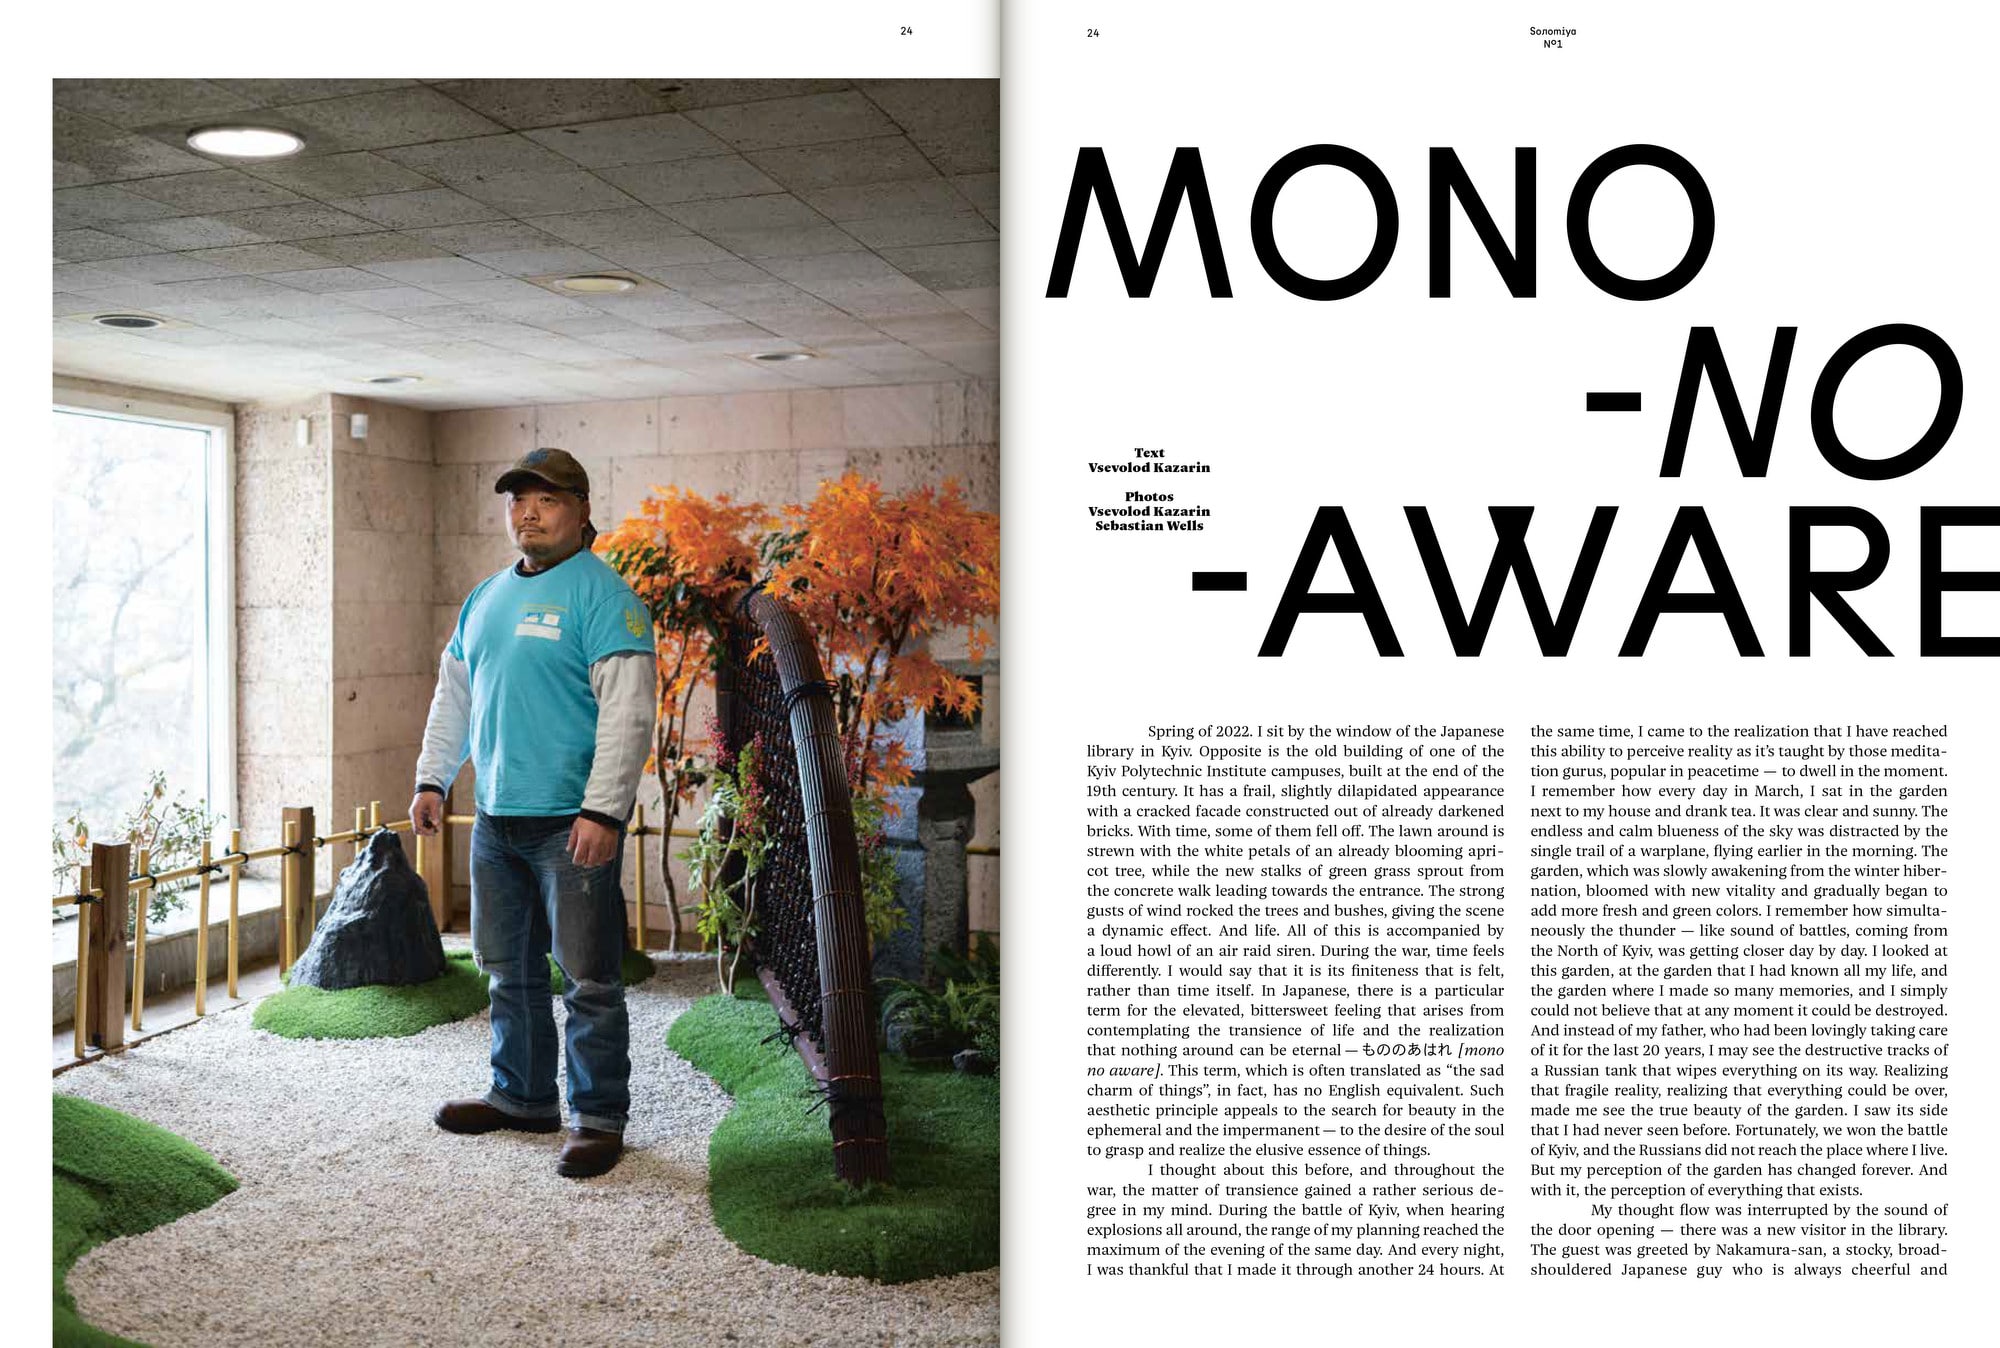 24
24
Sonomiya
Nº1
MONO
-NO
-AWARE
Text
Vsevolod Kazarin
Photos
Vsevolod Kazarin
Sebastian Wells
Spring of 2022. I sit by the window of the Japanese
library in Kyiv. Opposite is the old building of one of the
Kyiv Polytechnic Institute campuses, built at the end of the
19th century. It has a frail, slightly dilapidated appearance
with a cracked facade constructed out of already darkened
bricks. With time, some of them fell off. The lawn around is
strewn with the white petals of an already blooming apri-
cot tree, while the new stalks of green grass sprout from
the concrete walk leading towards the entrance. The strong
gusts of wind rocked the trees and bushes, giving the scene
a dynamic effect. And life. All of this is accompanied by
a loud howl of an air raid siren. During the war, time feels
differently. I would say that it is its finiteness that is felt,
rather than time itself. In Japanese, there is a particular
term for the elevated, bittersweet feeling that arises from
contemplating the transience of life and the realization
that nothing around can be eternal — もののあはれ [mono
no aware]. This term, which is often translated as “the sad
charm of things”, in fact, has no English equivalent. Such
aesthetic principle appeals to the search for beauty in the
ephemeral and the impermanent — to the desire of the soul
to grasp and realize the elusive essence of things.
I thought about this before, and throughout the
war, the matter of transience gained a rather serious de-
gree in my mind. During the battle of Kyiv, when hearing
explosions all around, the range of my planning reached the
maximum of the evening of the same day. And every night,
I was thankful that I made it through another 24 hours. At
the same time, I came to the realization that I have reached
this ability to perceive reality as it’s taught by those medita-
tion gurus, popular in peacetime — to dwell in the moment.
I remember how every day in March, I sat in the garden
next to my house and drank tea. It was clear and sunny. The
endless and calm blueness of the sky was distracted by the
single trail of a warplane, flying earlier in the morning. The
garden, which was slowly awakening from the winter hiber-
nation, bloomed with new vitality and gradually began to
add more fresh and green colors. I remember how simulta-
neously the thunder — like sound of battles, coming from
the North of Kyiv, was getting closer day by day. I looked at
this garden, at the garden that I had known all my life, and
the garden where I made so many memories, and I simply
could not believe that at any moment it could be destroyed.
And instead of my father, who had been lovingly taking care
of it for the last 20 years, I may see the destructive tracks of
a Russian tank that wipes everything on its way. Realizing
that fragile reality, realizing that everything could be over,
made me see the true beauty of the garden. I saw its side
that I had never seen before. Fortunately, we won the battle
of Kyiv, and the Russians did not reach the place where I live.
But my perception of the garden has changed forever. And
with it, the perception of everything that exists.
My thought flow was interrupted by the sound of
the door opening — there was a new visitor in the library.
The guest was greeted by Nakamura-san, a stocky, broad-
shouldered Japanese guy who is always cheerful and